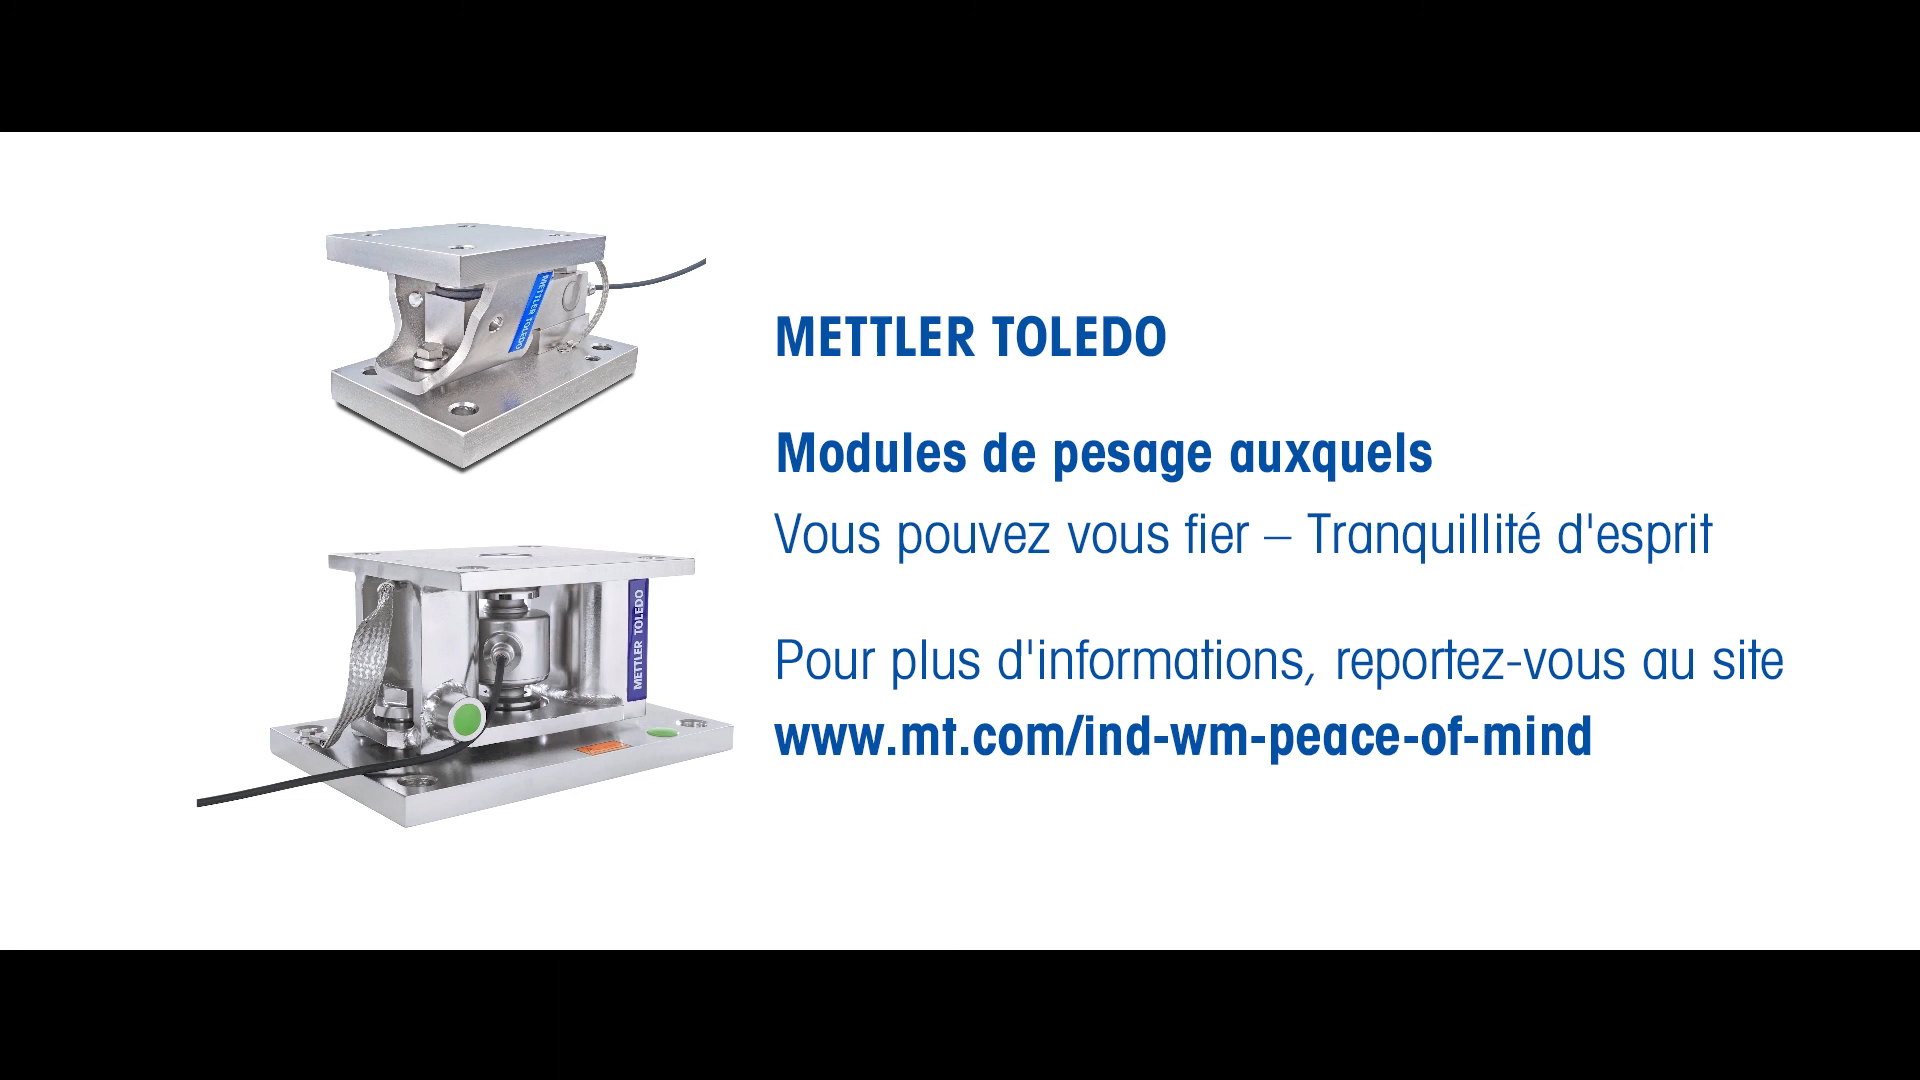 METTLER TOLEDO
Modules de pesage auxquels
Vous pouvez vous fier – Tranquillité d'esprit
Pour plus d'informations, reportez-vous au site
www.mt.com/ind-wm-peace-of-mind
METTLER TOLEDO
METTLER TOLEDO